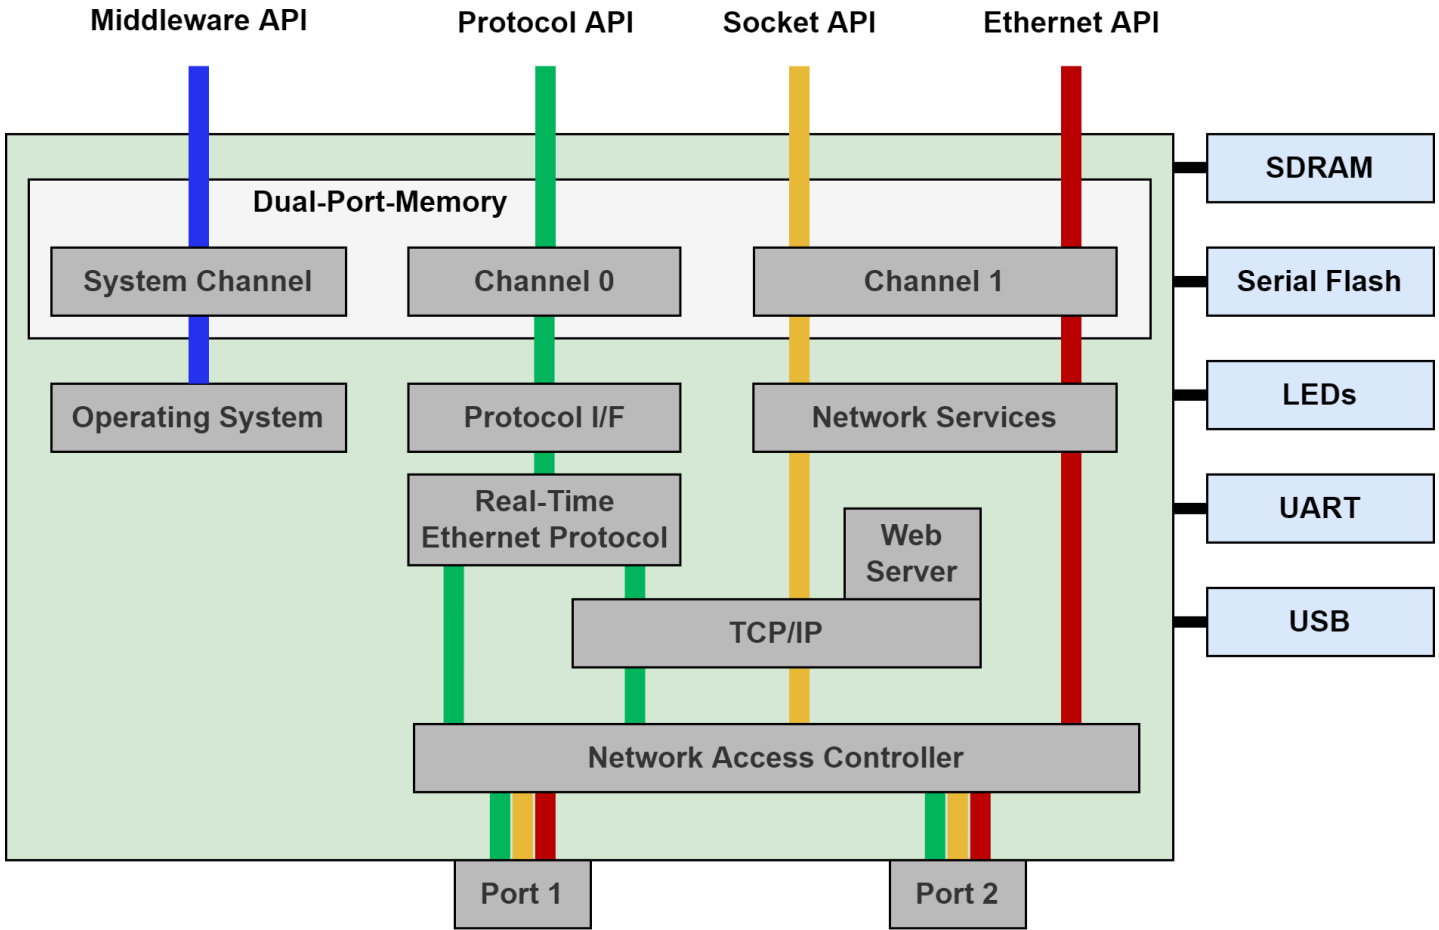 Middleware API
Protocol API
Socket API
Ethernet API
SDRAM
Dual-Port-Memory
System Channel
Channel 0
Channel 1
Serial Flash
LEDs
Operating System
Protocol I/F
Network Services
Real-Time
Ethernet Protocol
UART
Web
Server
TCP/IP
USB
Network Access Controller
Port 1
Port 2